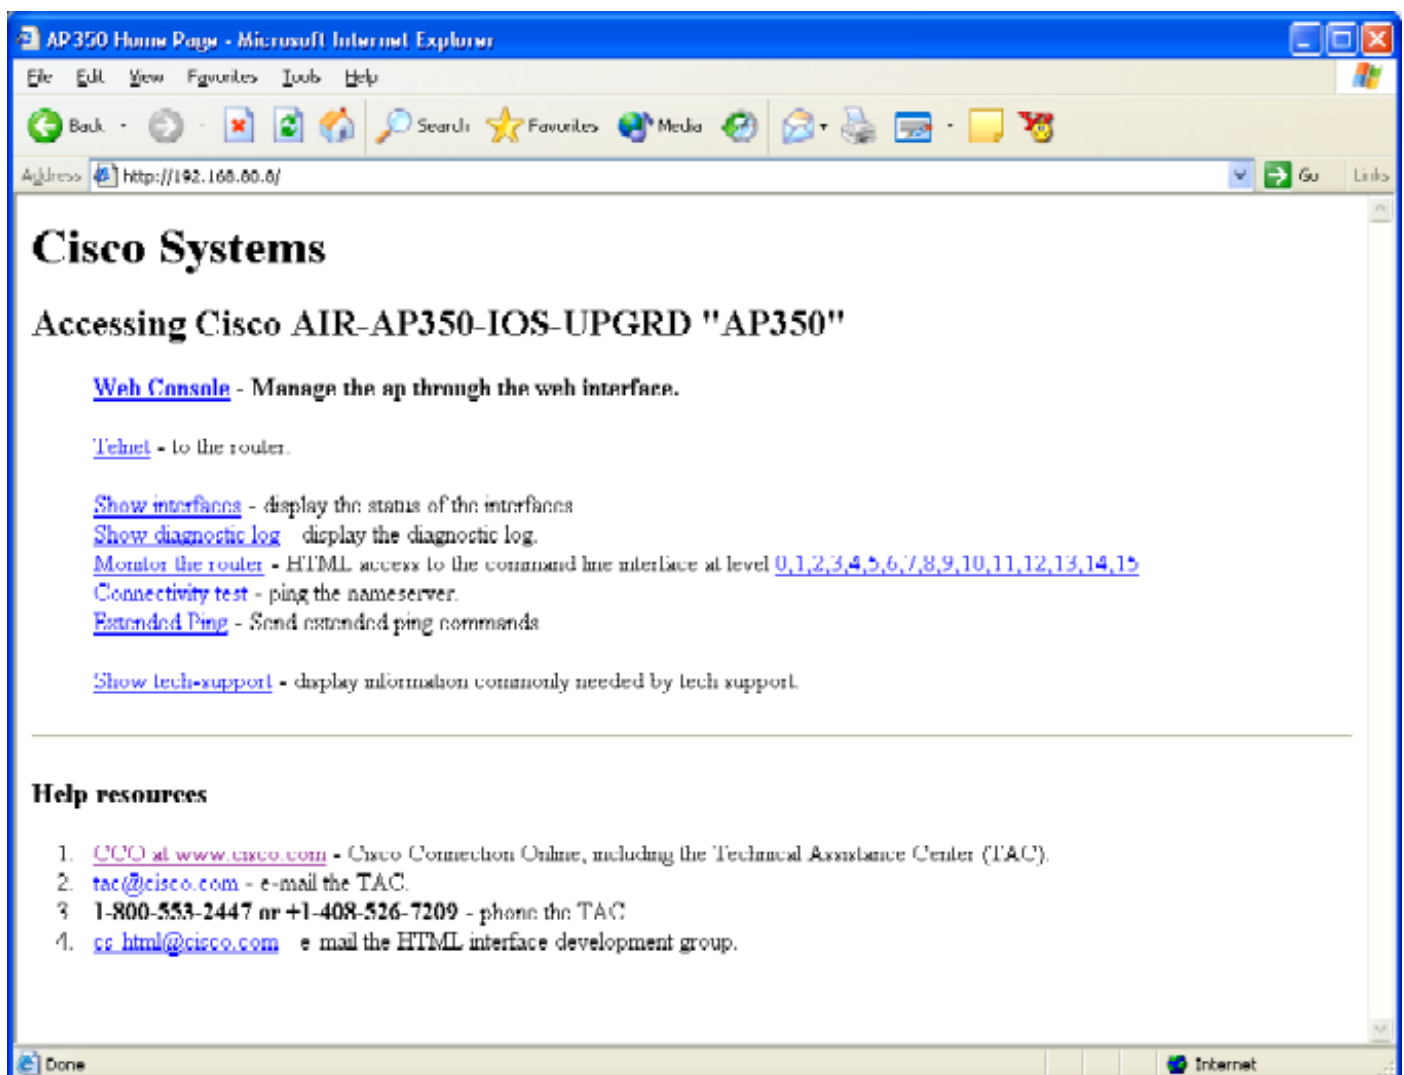 AP350 Home Page - Microsoft Internet Explorer
File Edit View Favorites Tools Help
Back Search Favorites Media
Address http://192.168.80.8/ Go Links
Cisco Systems
Accessing Cisco AIR-AP350-IOS-UPGRD "AP350"
Web Console - Manage the ap through the web interface.
Telnet - to the router.
Show interfaces - display the status of the interfaces
Show diagnostic log - display the diagnostic log.
Monitor the router - HTML access to the command line interface at level 0,1,2,3,4,5,6,7,8,9,10,11,12,13,14,15
Connectivity test - ping the nameserver.
Extended Ping - Send extended ping commands
Show tech-support - display information commonly needed by tech support.
Help resources
1. CCO at www.cisco.com - Cisco Connection Online, including the Technical Assistance Center (TAC).
2. tac@cisco.com - e-mail the TAC.
3. 1-800-553-2447 or +1-408-526-7209 - phone the TAC
4. cs-html@cisco.com - e-mail the HTML interface development group.
Done Internet